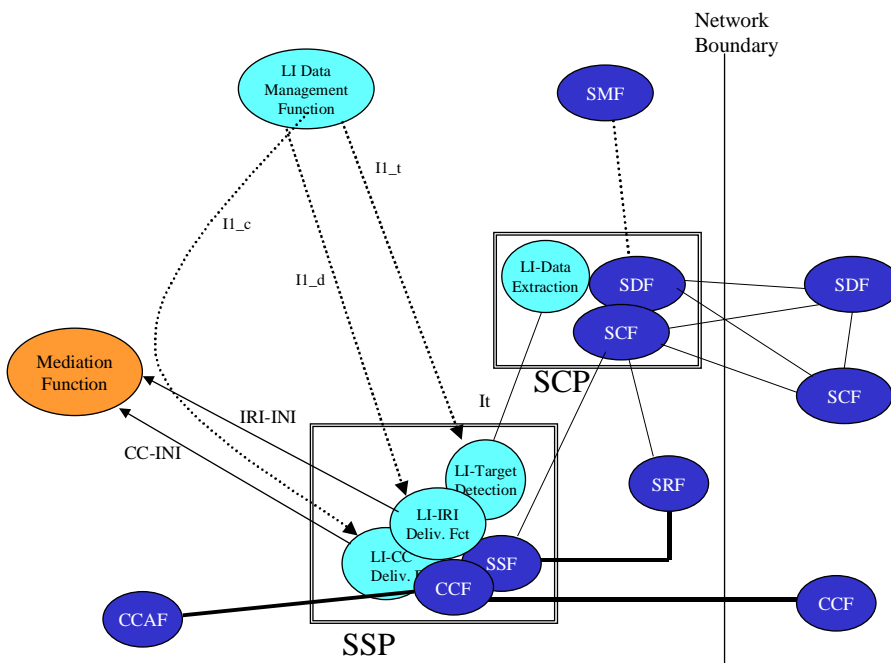 Network
Boundary
LI Data
Management
Function
SMF
I1_t
I1_c
I1_d
LI-Data
Extraction
SDF
SDF
SCF
SCP
Mediation
Function
SCF
It
IRI-INI
CC-INI
LI-Target
Detection
SRF
LI-IRI
Deliv. Fct
LI-CC
Deliv.
SSF
CCF
CCF
CCAF
SSP